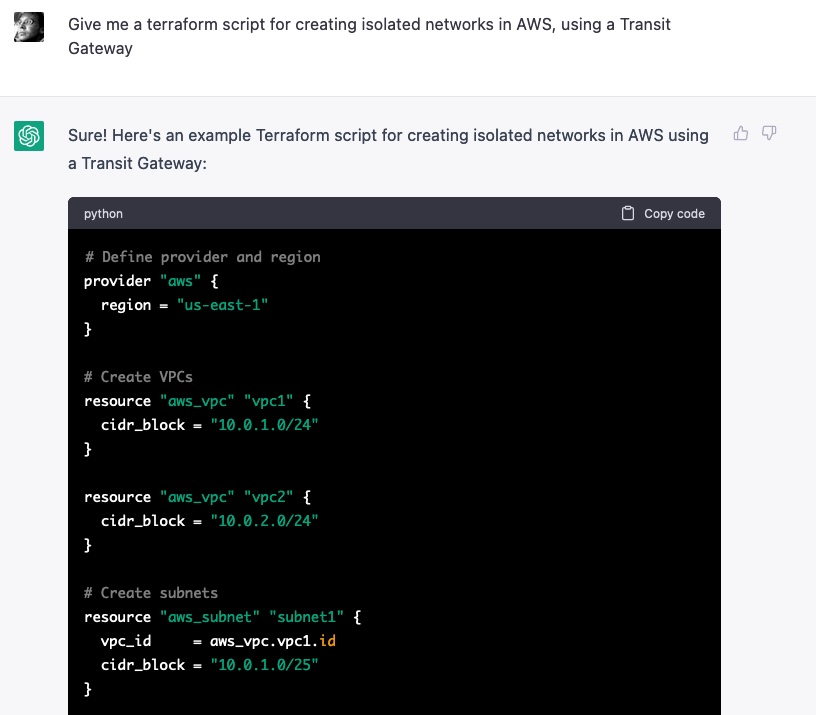 Give me a terraform script for creating isolated networks in AWS, using a Transit
Gateway
Sure! Here's an example Terraform script for creating isolated networks in AWS using
a Transit Gateway:
python
Copy code
# Define provider and region
provider "aws" {
  region = "us-east-1"
}

# Create VPCs
resource "aws_vpc" "vpc1" {
  cidr_block = "10.0.1.0/24"
}

resource "aws_vpc" "vpc2" {
  cidr_block = "10.0.2.0/24"
}

# Create subnets
resource "aws_subnet" "subnet1" {
  vpc_id     = aws_vpc.vpc1.id
  cidr_block = "10.0.1.0/25"
}